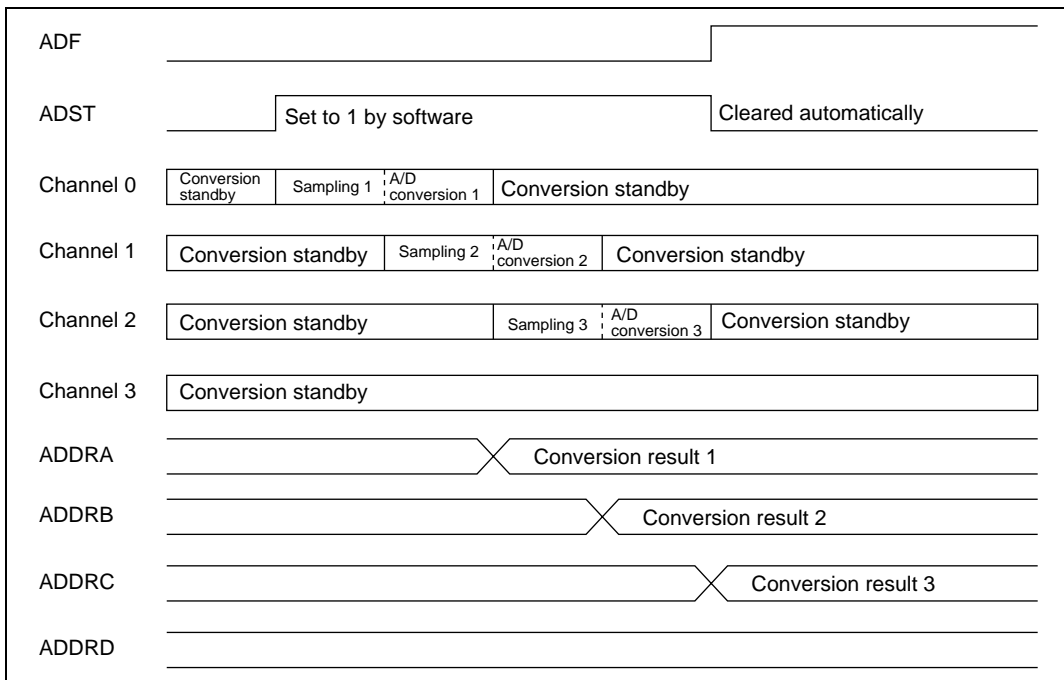 ADF
ADST Set to 1 by software Cleared automatically
Channel 0 Conversion standby Sampling 1 A/D conversion 1 Conversion standby
Channel 1 Conversion standby Sampling 2 A/D conversion 2 Conversion standby
Channel 2 Conversion standby Sampling 3 A/D conversion 3 Conversion standby
Channel 3 Conversion standby
ADDRA Conversion result 1
ADDRB Conversion result 2
ADDRC Conversion result 3
ADDRD